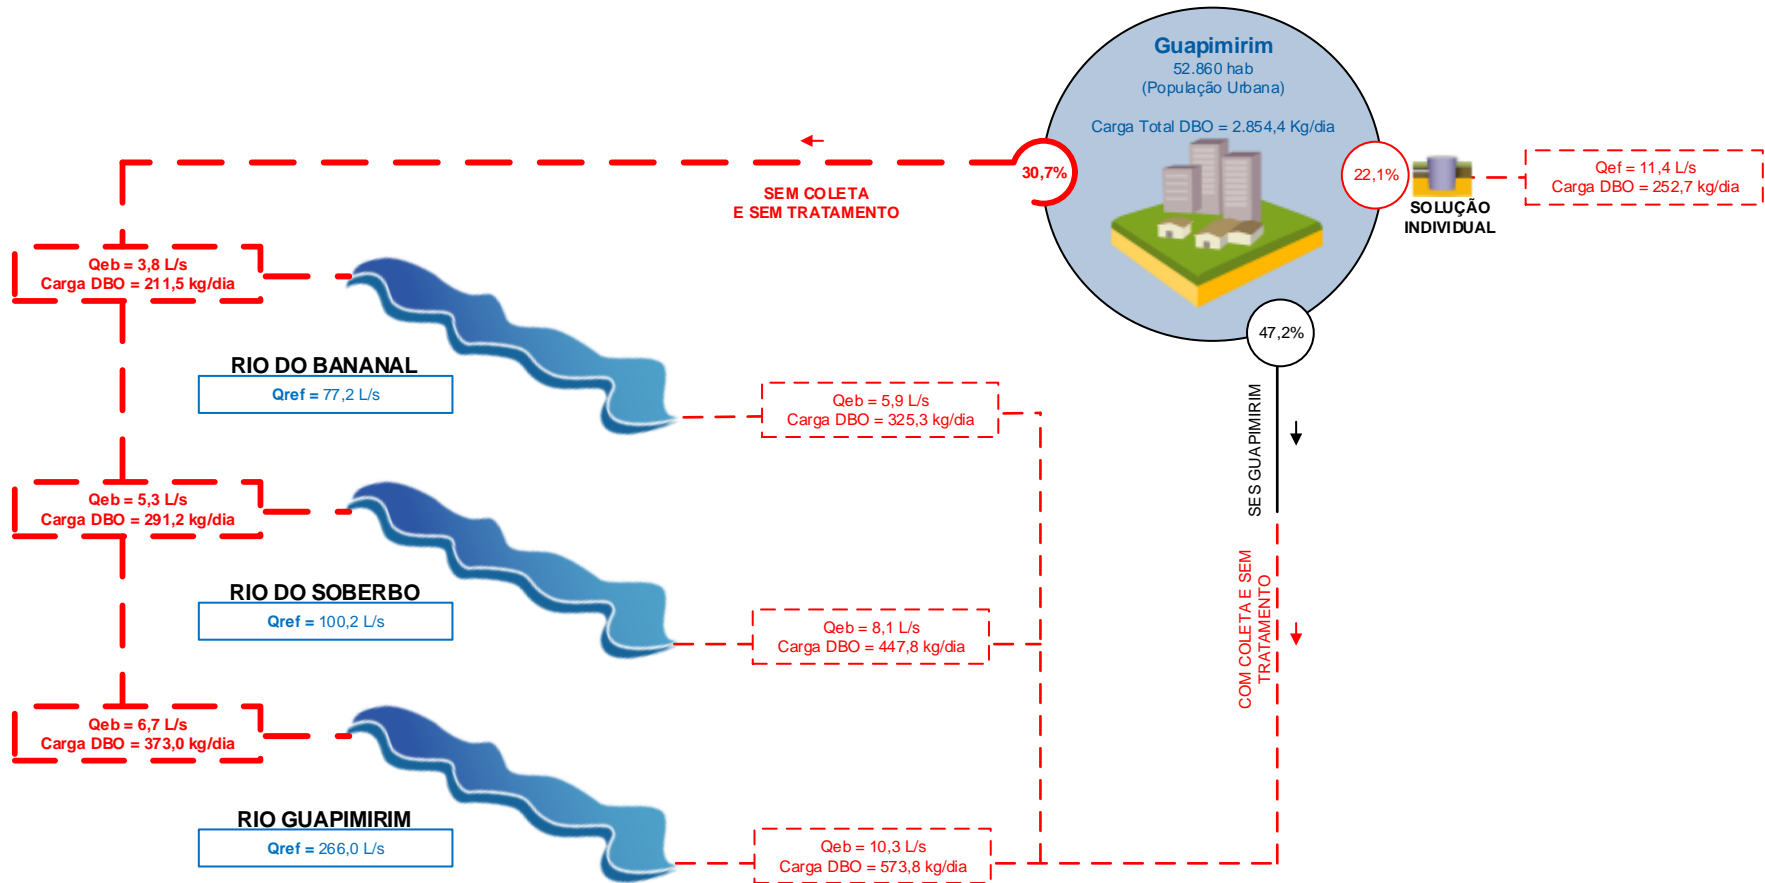 Guapimirim
52.860 hab
(População Urbana)
Carga Total DBO = 2.854,4 Kg/dia
30,7%
22,1%
47,2%
SOLUÇÃO
INDIVIDUAL
Qef = 11,4 L/s
Carga DBO = 252,7 kg/dia
SEM COLETA
E SEM TRATAMENTO
Qeb = 3,8 L/s
Carga DBO = 211,5 kg/dia
RIO DO BANANAL
Qref = 77,2 L/s
Qeb = 5,9 L/s
Carga DBO = 325,3 kg/dia
SES GUAPIMIRIM
Qeb = 5,3 L/s
Carga DBO = 291,2 kg/dia
RIO DO SOBERBO
Qref = 100,2 L/s
Qeb = 8,1 L/s
Carga DBO = 447,8 kg/dia
COM COLETA E SEM
TRATAMENTO
Qeb = 6,7 L/s
Carga DBO = 373,0 kg/dia
RIO GUAPIMIRIM
Qref = 266,0 L/s
Qeb = 10,3 L/s
Carga DBO = 573,8 kg/dia